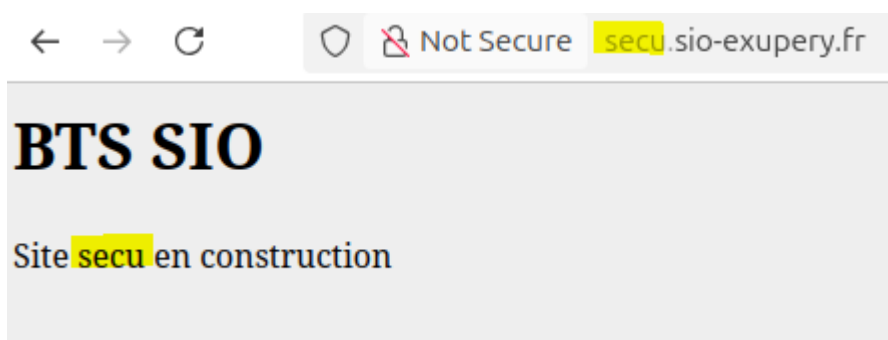 Not Secure secu.sio-exupery.fr
BTS SIO
Site secu en construction